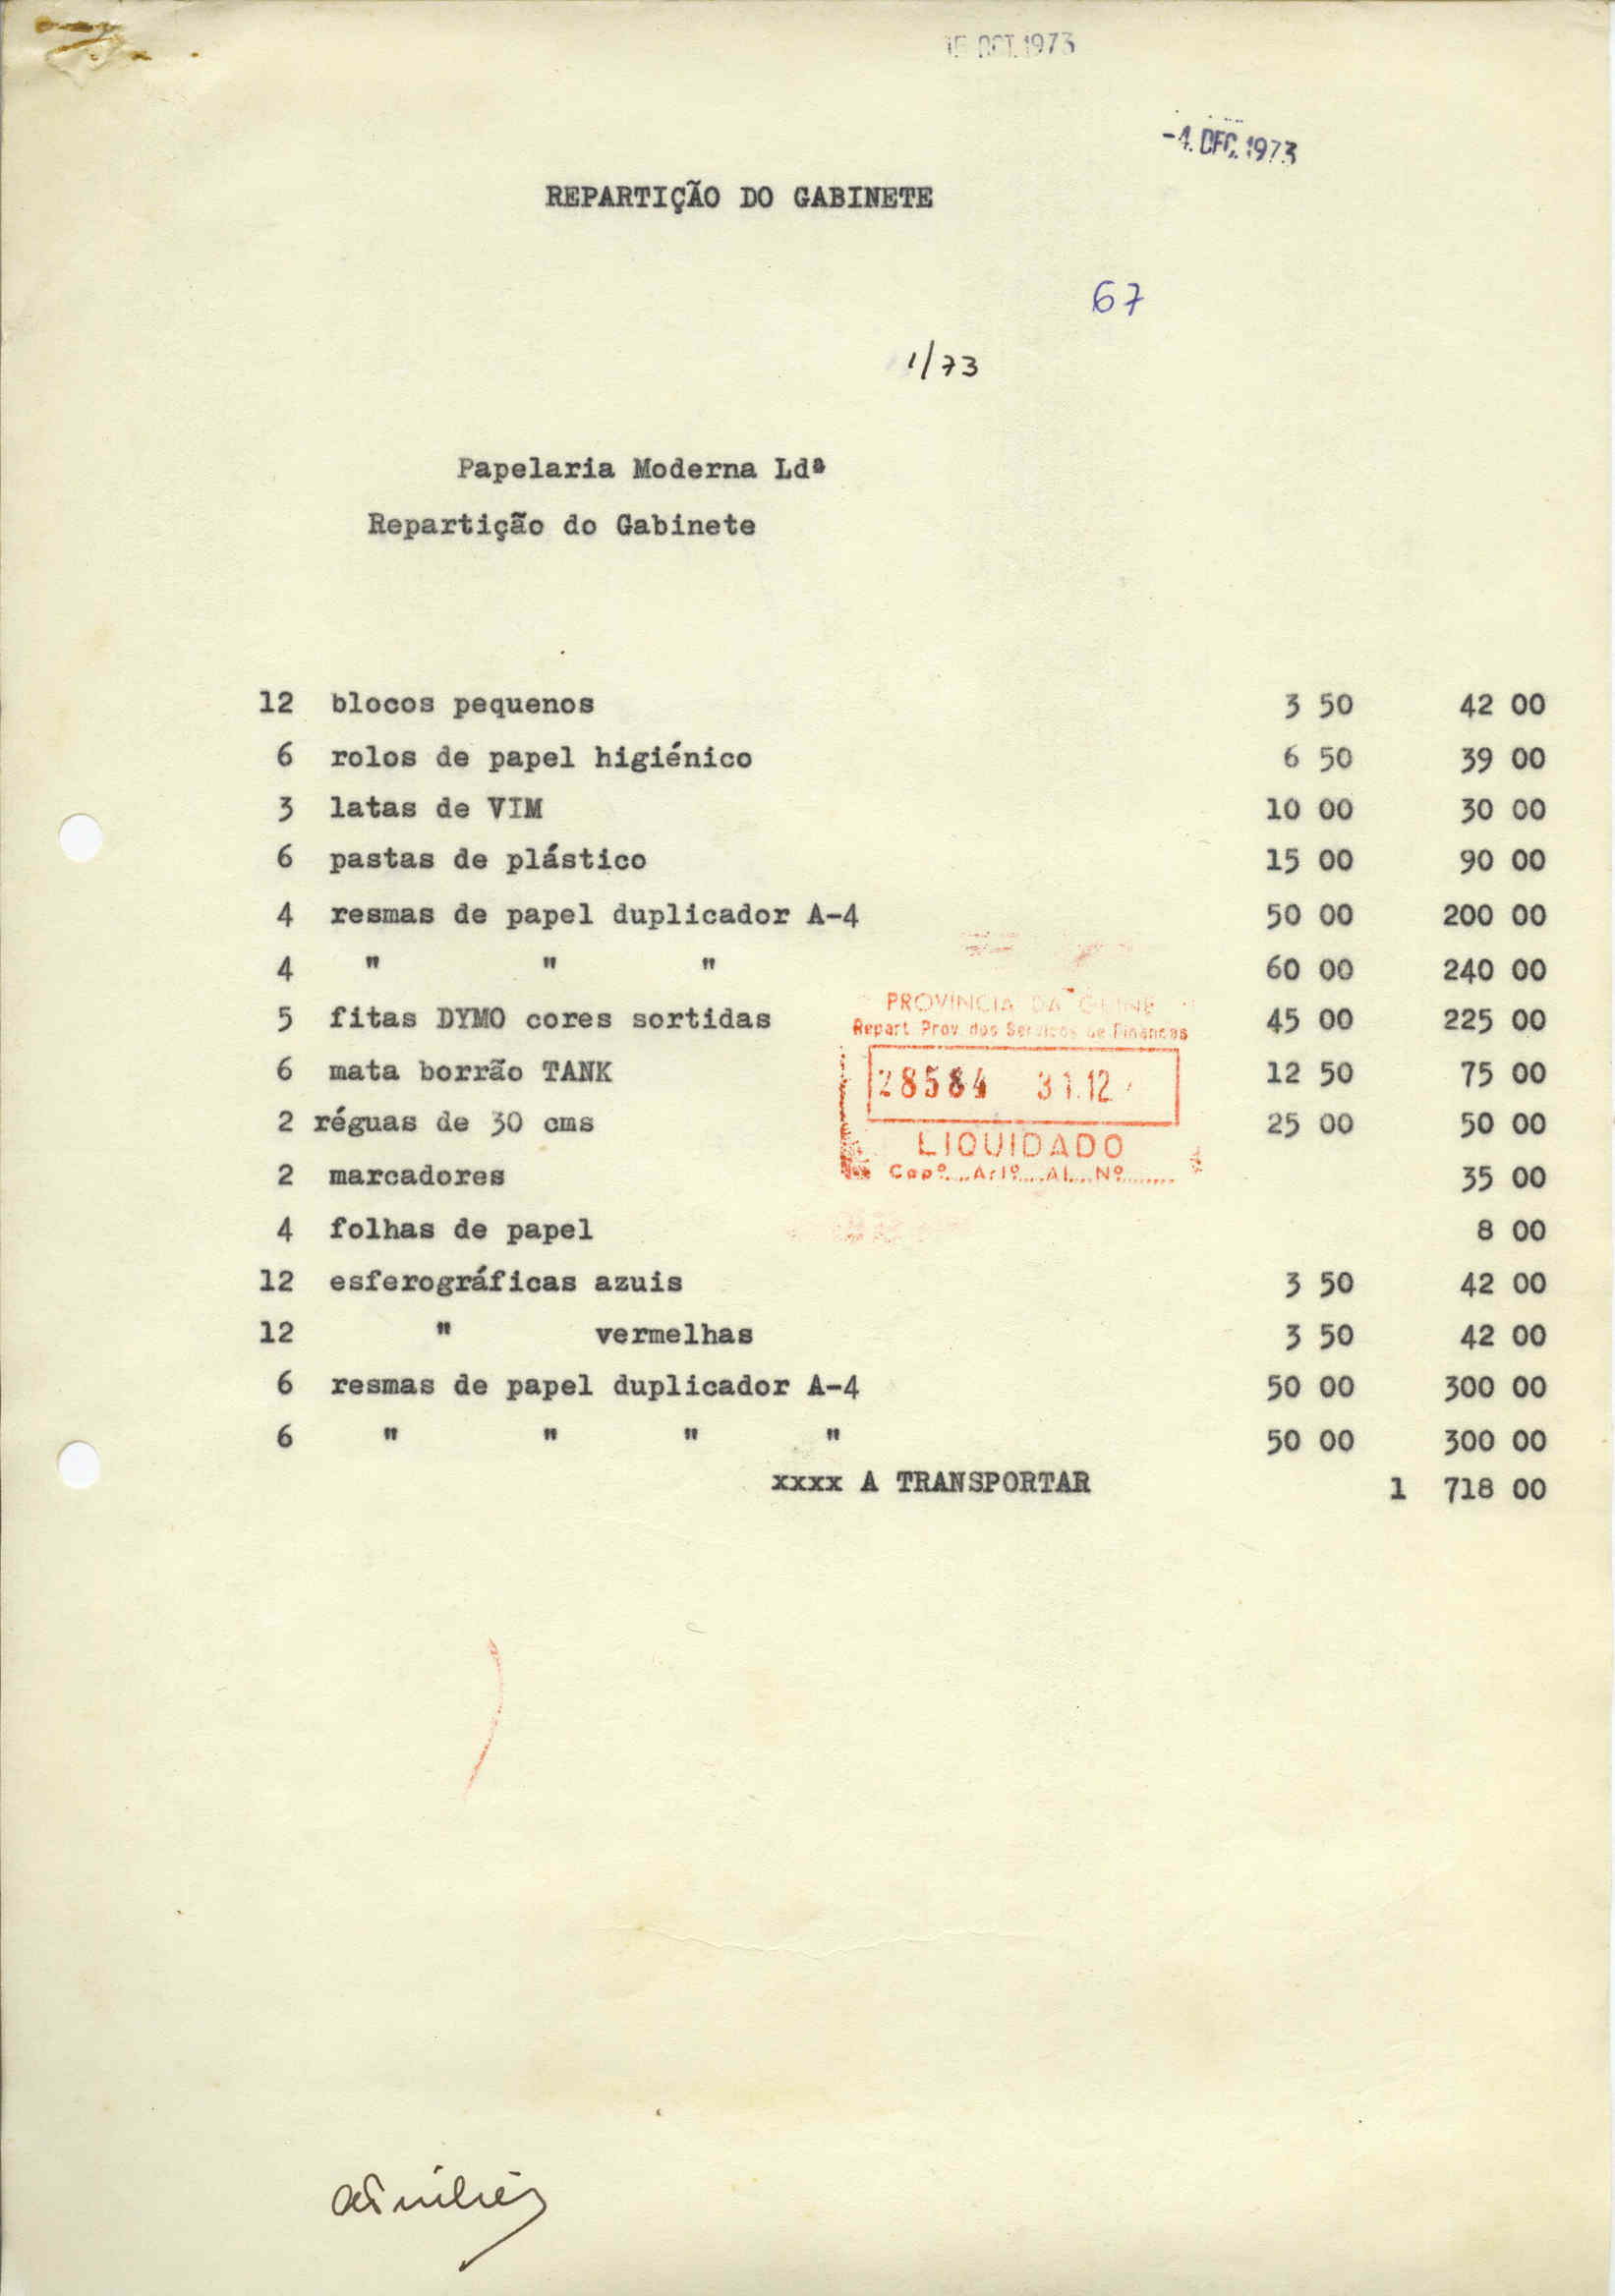 OCT. 1973
-4. DEC. 1973
REPARTIÇÃO DO GABINETE
67
1/73
Papelaria Moderna Ldª
Repartição do Gabinete
12 blocos pequenos 3 50 42 00
6 rolos de papel higiénico 6 50 39 00
3 latas de VIM 10 00 30 00
6 pastas de plástico 15 00 90 00
4 resmas de papel duplicador A-4 50 00 200 00
4 " " " 60 00 240 00
PROVÍNCIA DA GUINÉ
Repart. Prov. dos Serviços de Finanças
5 fitas DYMO cores sortidas 45 00 225 00
6 mata borrão TANK 12 50 75 00
28584 31.12
2 réguas de 30 cms 25 00 50 00
LIQUIDADO
Capº.....Artº.....Al.....Nº.........
2 marcadores 35 00
4 folhas de papel 8 00
12 esferográficas azuis 3 50 42 00
12 " vermelhas 3 50 42 00
6 resmas de papel duplicador A-4 50 00 300 00
6 " " " " 50 00 300 00
xxxx A TRANSPORTAR 1 718 00